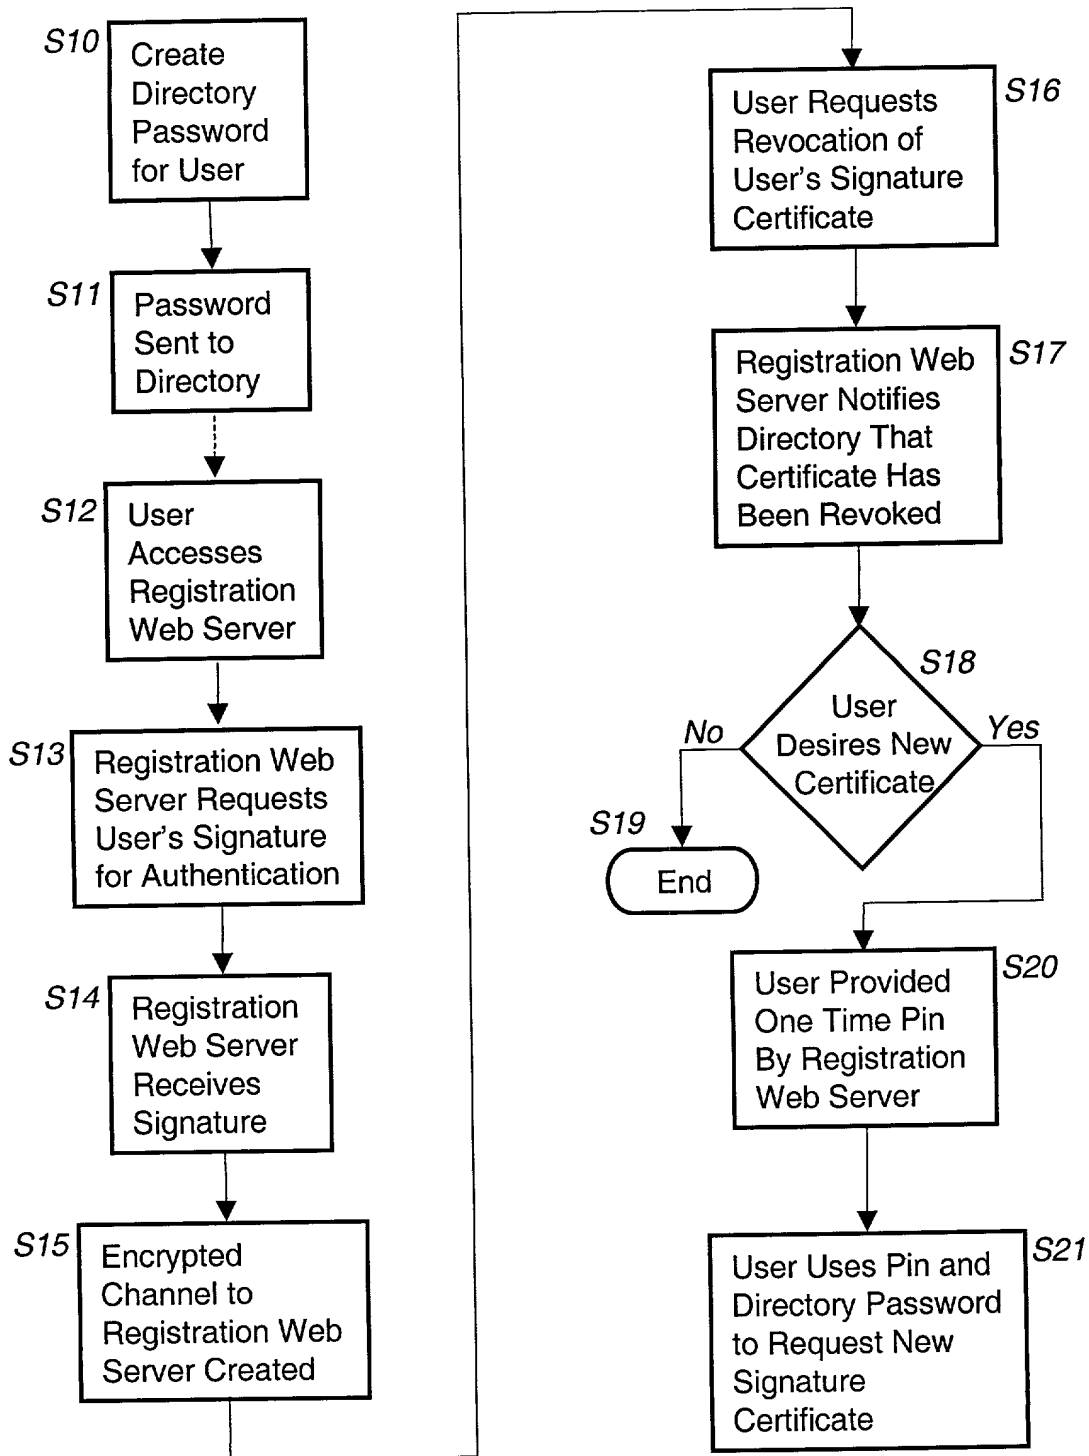 S10
Create
Directory
Password
for User
S11
Password
Sent to
Directory
S12
User
Accesses
Registration
Web Server
S13
Registration Web
Server Requests
User's Signature
for Authentication
S14
Registration
Web Server
Receives
Signature
S15
Encrypted
Channel to
Registration Web
Server Created
S16
User Requests
Revocation of
User's Signature
Certificate
S17
Registration Web
Server Notifies
Directory That
Certificate Has
Been Revoked
S18
User
Desires New
Certificate
No
Yes
S19
End
S20
User Provided
One Time Pin
By Registration
Web Server
S21
User Uses Pin and
Directory Password
to Request New
Signature
Certificate